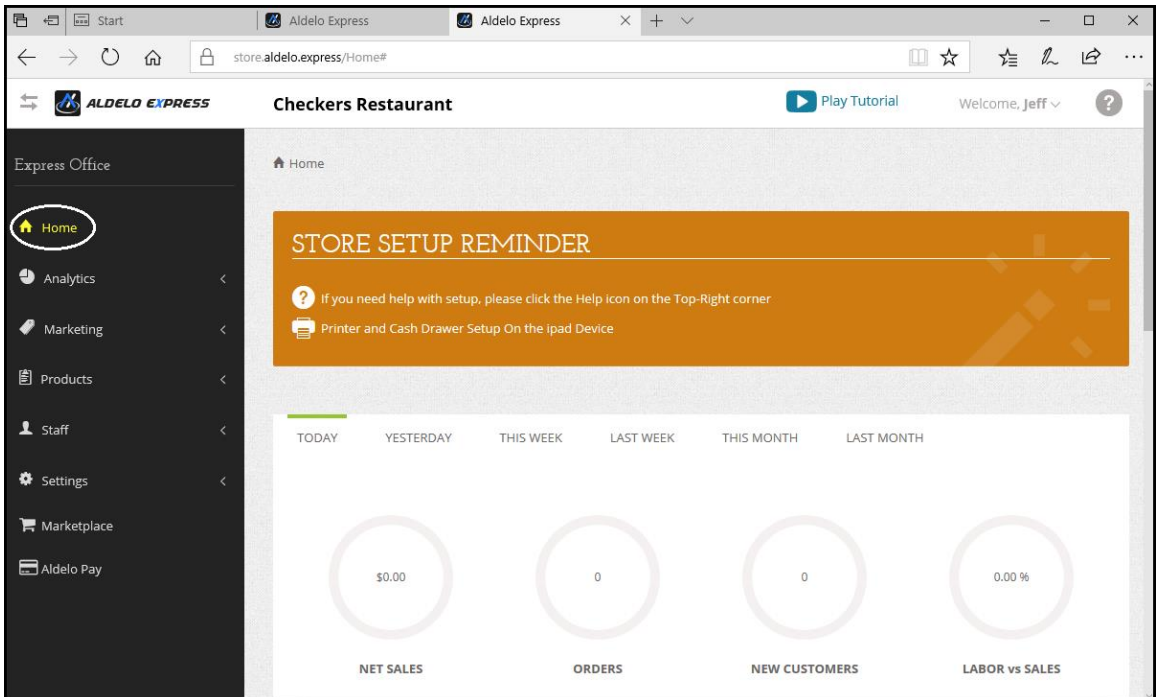 Start
Aldelo Express
Aldelo Express
store.aldelo.express/Home#
ALDELO EXPRESS
Checkers Restaurant
Play Tutorial
Welcome, Jeff
?
Express Office
Home
Home
Analytics
Marketing
Products
Staff
Settings
Marketplace
Aldelo Pay
STORE SETUP REMINDER
? If you need help with setup, please click the Help icon on the Top-Right corner
Printer and Cash Drawer Setup On the ipad Device
TODAY YESTERDAY THIS WEEK LAST WEEK THIS MONTH LAST MONTH
$0.00 0 0 0.00 %
NET SALES ORDERS NEW CUSTOMERS LABOR vs SALES